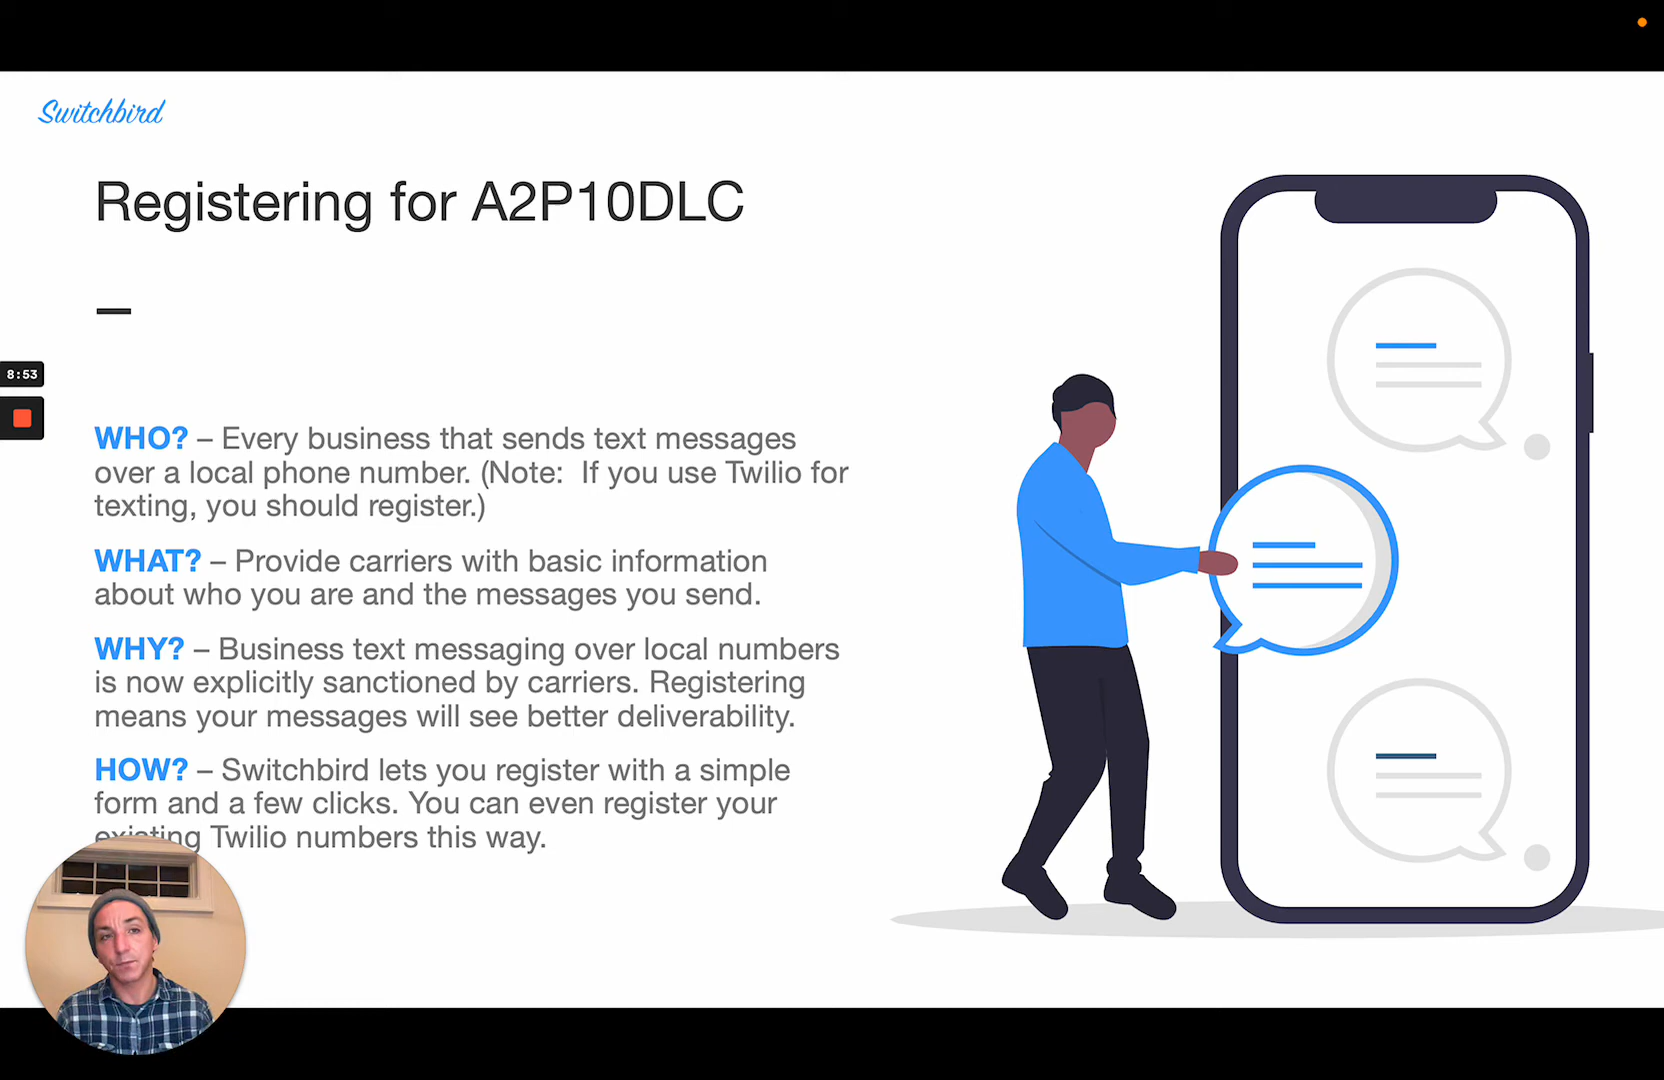 Switchbird
Registering for A2P10DLC
8:53
WHO? – Every business that sends text messages
over a local phone number. (Note:  If you use Twilio for
texting, you should register.)
WHAT? – Provide carriers with basic information
about who you are and the messages you send.
WHY? – Business text messaging over local numbers
is now explicitly sanctioned by carriers. Registering
means your messages will see better deliverability.
HOW? – Switchbird lets you register with a simple
form and a few clicks. You can even register your
existing Twilio numbers this way.